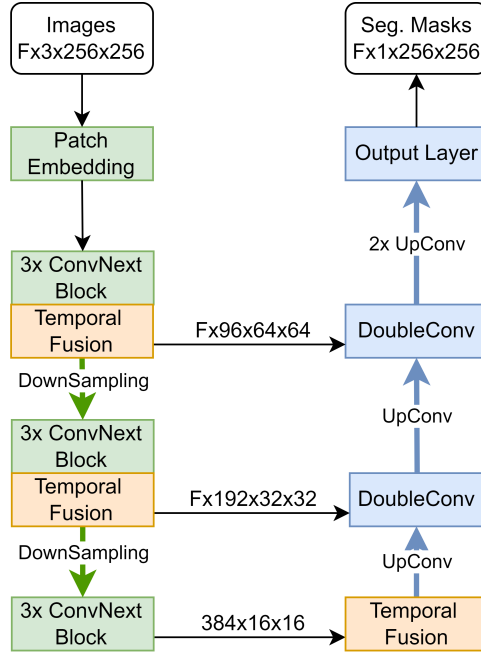 Images
Fx3x256x256
Seg. Masks
Fx1x256x256
Patch
Embedding
Output Layer
2x UpConv
3x ConvNext
Block
Temporal
Fusion
Fx96x64x64
DoubleConv
DownSampling
UpConv
3x ConvNext
Block
Temporal
Fusion
Fx192x32x32
DoubleConv
DownSampling
UpConv
3x ConvNext
Block
384x16x16
Temporal
Fusion